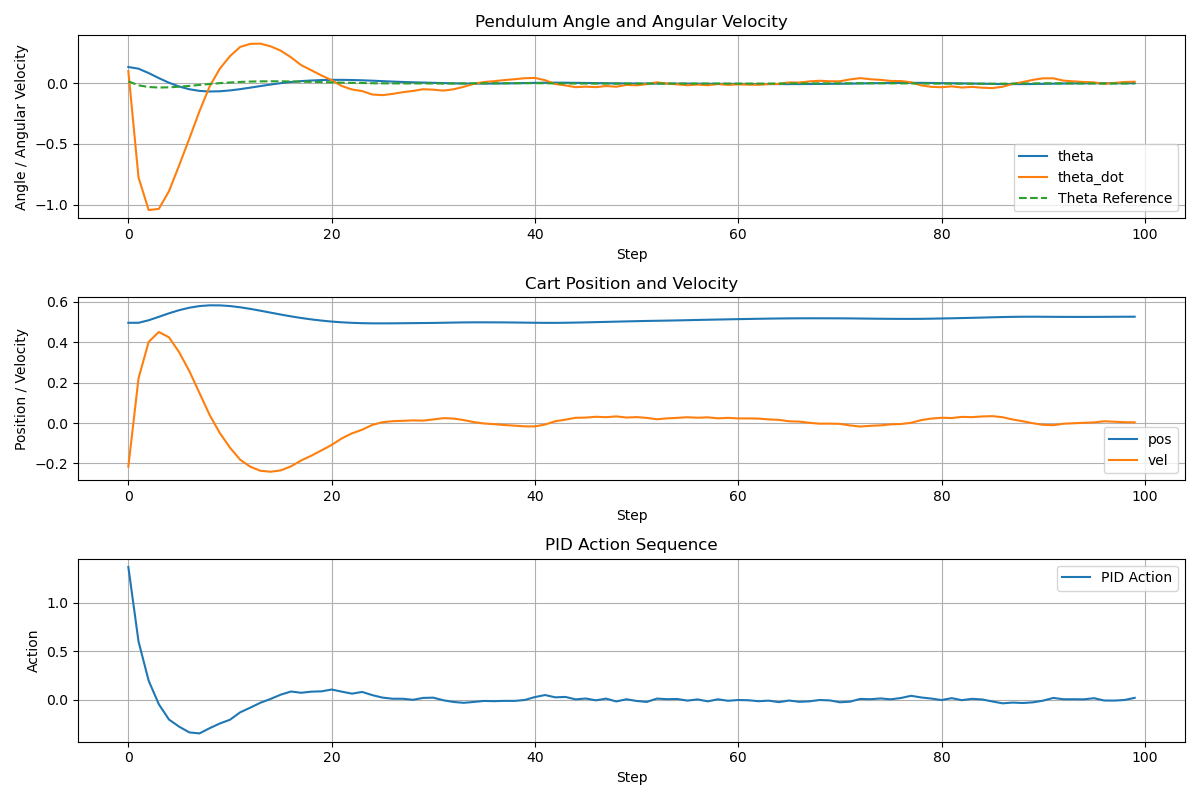 Pendulum Angle and Angular Velocity
Angle / Angular Velocity
0.0
−0.5
−1.0
theta
theta_dot
Theta Reference
0 20 40 60 80 100
Step
Cart Position and Velocity
Position / Velocity
0.6
0.4
0.2
0.0
−0.2
pos
vel
0 20 40 60 80 100
Step
PID Action Sequence
Action
1.0
0.5
0.0
PID Action
0 20 40 60 80 100
Step